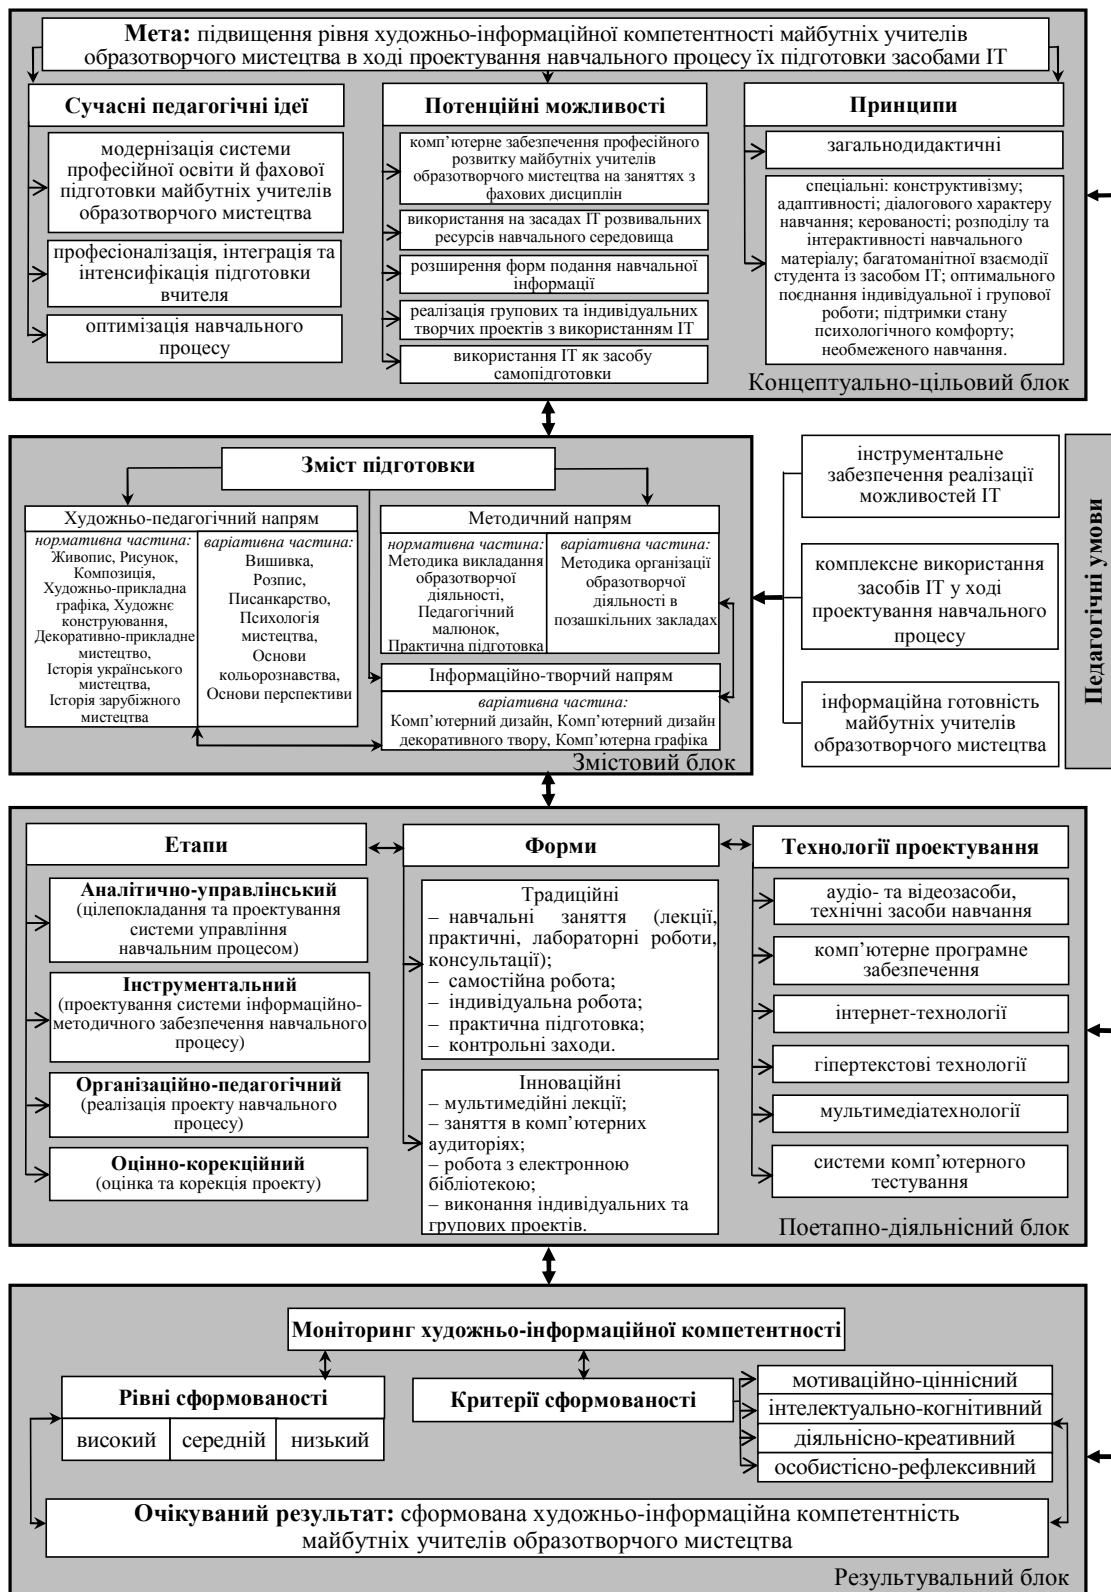 Мета: підвищення рівня художньо-інформаційної компетентності майбутніх учителів
образотворчого мистецтва в ході проектування навчального процесу їх підготовки засобами ІТ
Сучасні педагогічні ідеї
модернізація системи
професійної освіти й фахової
підготовки майбутніх учителів
образотворчого мистецтва
професіоналізація, інтеграція та
інтенсифікація підготовки
вчителя
оптимізація навчального
процесу
Потенційні можливості
комп’ютерне забезпечення професійного
розвитку майбутніх учителів
образотворчого мистецтва на заняттях з
фахових дисциплін
використання на засадах ІТ розвивальних
ресурсів навчального середовища
розширення форм подання навчальної
інформації
реалізація групових та індивідуальних
творчих проектів з використанням ІТ
використання ІТ як засобу
самопідготовки
Принципи
загальнодидактичні
спеціальні: конструктивізму;
адаптивності; діалогового характеру
навчання; керованості; розподілу та
інтерактивності навчального
матеріалу; багатоманітної взаємодії
студента із засобом ІТ; оптимального
поєднання індивідуальної і групової
роботи; підтримки стану
психологічного комфорту;
необмеженого навчання.
Концептуально-цільовий блок
Зміст підготовки
Художньо-педагогічний напрям
нормативна частина:
Живопис, Рисунок,
Композиція,
Художньо-прикладна
графіка, Художнє
конструювання,
Декоративно-прикладне
мистецтво,
Історія українського
мистецтва,
Історія зарубіжного
мистецтва
варіативна частина:
Вишивка,
Розпис,
Писанкарство,
Психологія
мистецтва,
Основи
кольорознавства,
Основи перспективи
Методичний напрям
нормативна частина:
Методика викладання
образотворчої
діяльності,
Педагогічний
малюнок,
Практична підготовка
варіативна частина:
Методика організації
образотворчої
діяльності в
позашкільних закладах
Інформаційно-творчий напрям
варіативна частина:
Комп’ютерний дизайн, Комп’ютерний дизайн
декоративного твору, Комп’ютерна графіка
Змістовий блок
інструментальне
забезпечення реалізації
можливостей ІТ
комплексне використання
засобів ІТ у ході
проектування навчального
процесу
інформаційна готовність
майбутніх учителів
образотворчого мистецтва
Педагогічні умови
Етапи
Аналітично-управлінський
(цілепокладання та проектування
системи управління
навчальним процесом)
Інструментальний
(проектування системи інформаційно-
методичного забезпечення навчального
процесу)
Організаційно-педагогічний
(реалізація проекту навчального
процесу)
Оцінно-корекційний
(оцінка та корекція проекту)
Форми
Традиційні
– навчальні заняття (лекції,
практичні, лабораторні роботи,
консультації);
– самостійна робота;
– індивідуальна робота;
– практична підготовка;
– контрольні заходи.
Інноваційні
– мультимедійні лекції;
– заняття в комп’ютерних
аудиторіях;
– робота з електронною
бібліотекою;
– виконання індивідуальних та
групових проектів.
Технології проектування
аудіо- та відеозасоби,
технічні засоби навчання
комп’ютерне програмне
забезпечення
інтернет-технології
гіпертекстові технології
мультимедіатехнології
системи комп’ютерного
тестування
Поетапно-діяльнісний блок
Моніторинг художньо-інформаційної компетентності
Рівні сформованості
високий середній низький
Критерії сформованості
мотиваційно-ціннісний
інтелектуально-когнітивний
діяльнісно-креативний
особистісно-рефлексивний
Очікуваний результат: сформована художньо-інформаційна компетентність
майбутніх учителів образотворчого мистецтва
Результувальний блок